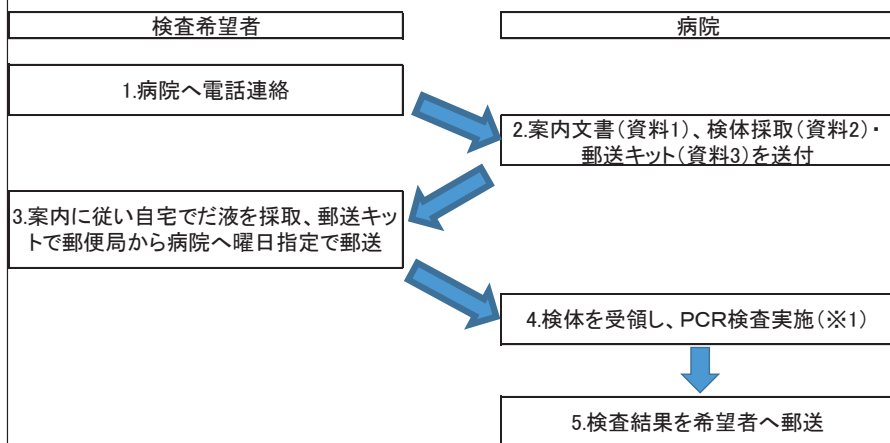 検査希望者
病院
1.病院へ電話連絡
2.案内文書(資料1)、検体採取(資料2)・
郵送キット(資料3)を送付
3.案内に従い自宅でだ液を採取、郵送キッ
トで郵便局から病院へ曜日指定で郵送
4.検体を受領し、PCR検査実施(※1)
5.検査結果を希望者へ郵送